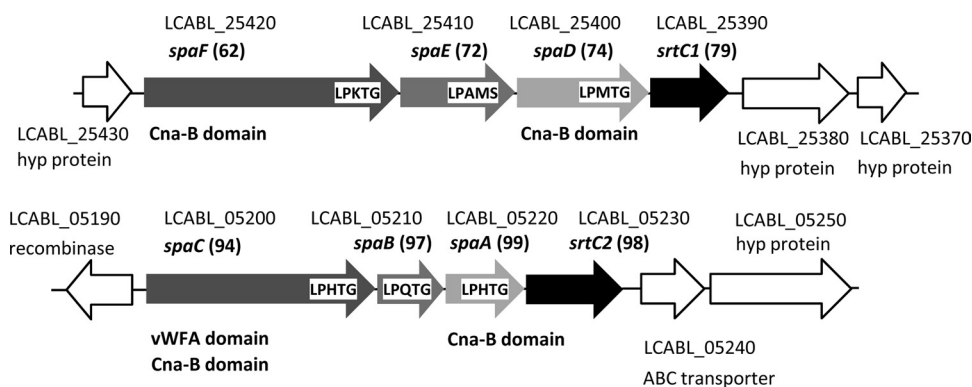 LCABL_25420 LCABL_25410 LCABL_25400 LCABL_25390
spaF (62) spaE (72) spaD (74) srtC1 (79)
LPKTG LPAMS LPMTG
LCABL_25430 Cna-B domain Cna-B domain LCABL_25380 LCABL_25370
hyp protein hyp protein hyp protein
LCABL_05190 LCABL_05200 LCABL_05210 LCABL_05220 LCABL_05230 LCABL_05250
recombinase spaC (94) spaB (97) spaA (99) srtC2 (98) hyp protein
LPHTG LPQTG LPHTG
vWFA domain Cna-B domain
Cna-B domain LCABL_05240
ABC transporter